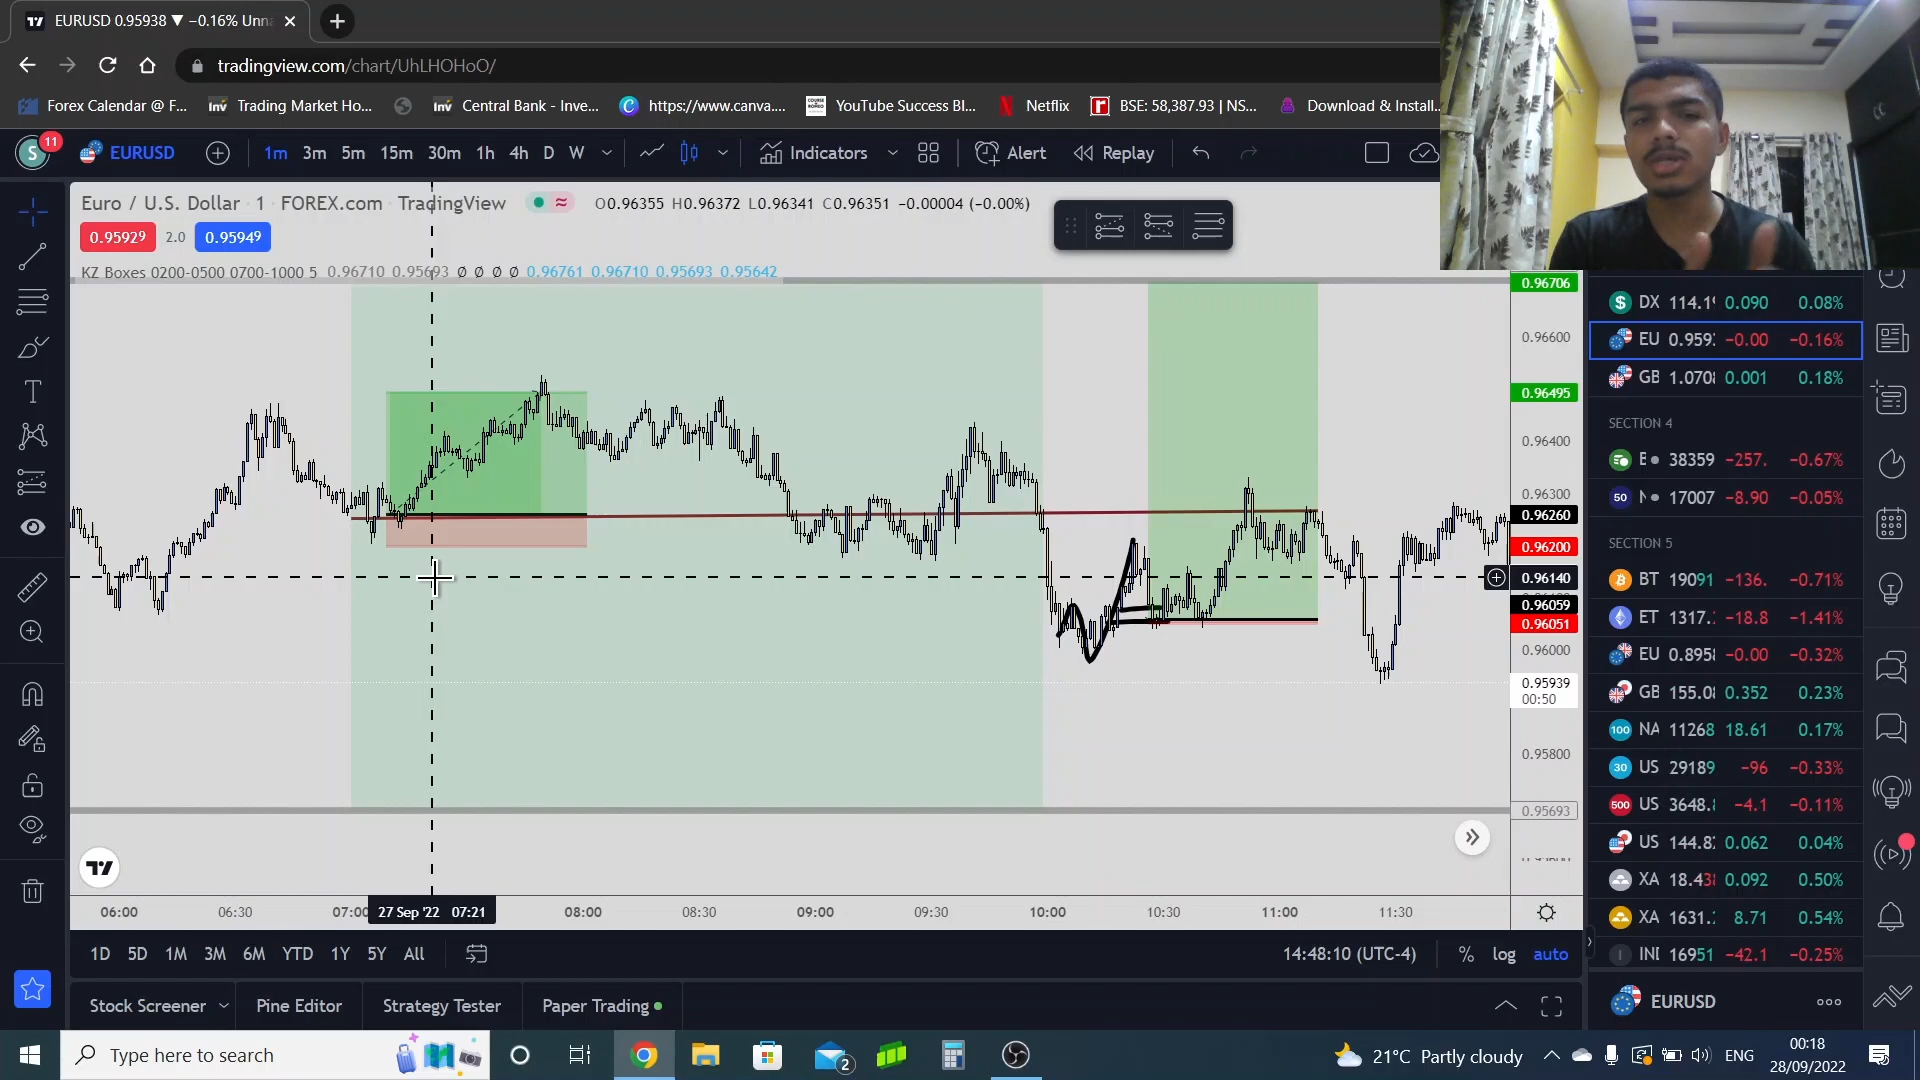 EURUSD 0.95938 ▼ −0.16% Unna
tradingview.com/chart/UhLHOHoO/
Forex Calendar @ F...
Inv Trading Market Ho...
Inv Central Bank - Inve...
https://www.canva....
YouTube Success Bl...
Netflix
BSE: 58,387.93 | NS...
Download & Install...
S 11
EURUSD
1m 3m 5m 15m 30m 1h 4h D W
Indicators
Alert
Replay
Euro / U.S. Dollar 1 FOREX.com TradingView
O0.96355 H0.96372 L0.96341 C0.96351 −0.00004 (−0.00%)
0.95929 2.0 0.95949
KZ Boxes 0200-0500 0700-1000 5 0.96710 0.95693 Ø Ø Ø Ø 0.96761 0.96710 0.95693 0.95642
0.96706
0.96600
0.96495
0.96400
0.96300
0.96260
0.96200
0.96140
0.96059
0.96051
0.96000
0.95939
00:50
0.95800
0.95693
DX 114.19 0.090 0.08%
EU 0.959 −0.00 −0.16%
GB 1.070 0.001 0.18%
SECTION 4
38359 −257. −0.67%
50 17007 −8.90 −0.05%
SECTION 5
BT 19091 −136. −0.71%
ET 1317. −18.8 −1.41%
EU 0.895 −0.00 −0.32%
GB 155.0 0.352 0.23%
100 NA 11268 18.61 0.17%
30 US 29189 −96 −0.33%
500 US 3648. −4.1 −0.11%
US 144.8 0.062 0.04%
XA 18.43 0.092 0.50%
XA 1631. 8.71 0.54%
INI 16951 −42.1 −0.25%
06:00 06:30 07:00 27 Sep '22 07:21 08:00 08:30 09:00 09:30 10:00 10:30 11:00 11:30
1D 5D 1M 3M 6M YTD 1Y 5Y All
14:48:10 (UTC-4)
% log auto
Stock Screener
Pine Editor
Strategy Tester
Paper Trading
EURUSD
Type here to search
2
21°C Partly cloudy
ENG
00:18
28/09/2022